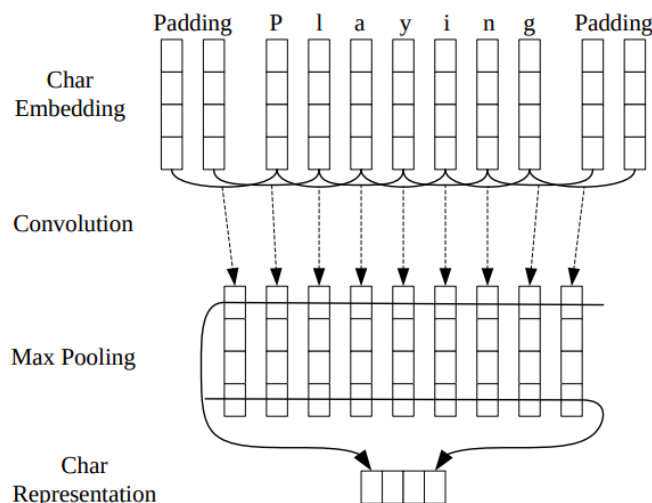 Padding P l a y i n g Padding
Char
Embedding
Convolution
Max Pooling
Char
Representation